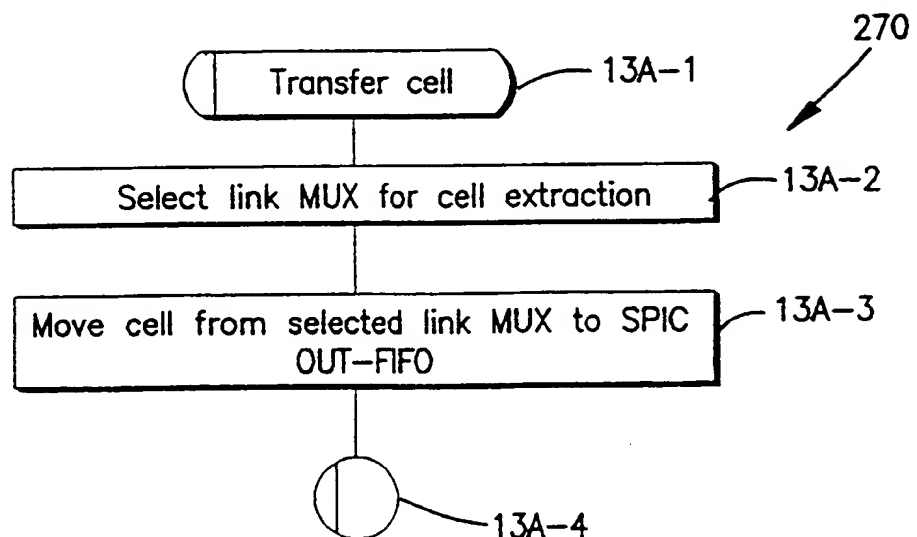 270
Transfer cell
13A-1
Select link MUX for cell extraction
13A-2
Move cell from selected link MUX to SPIC
OUT-FIFO
13A-3
13A-4